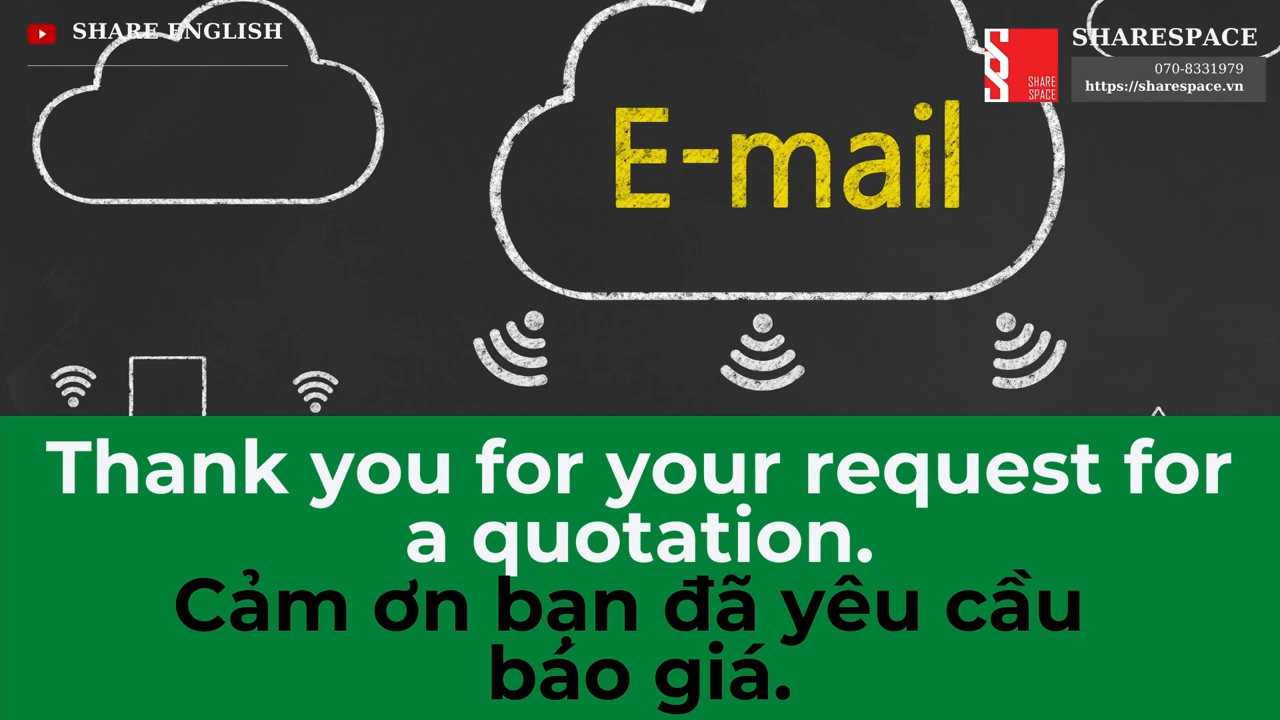 SHARE ENGLISH
SHARESPACE
070-8331979
https://sharespace.vn
SHARE
SPACE
E-mail
Thank you for your request for
a quotation.
Cảm ơn bạn đã yêu cầu
báo giá.